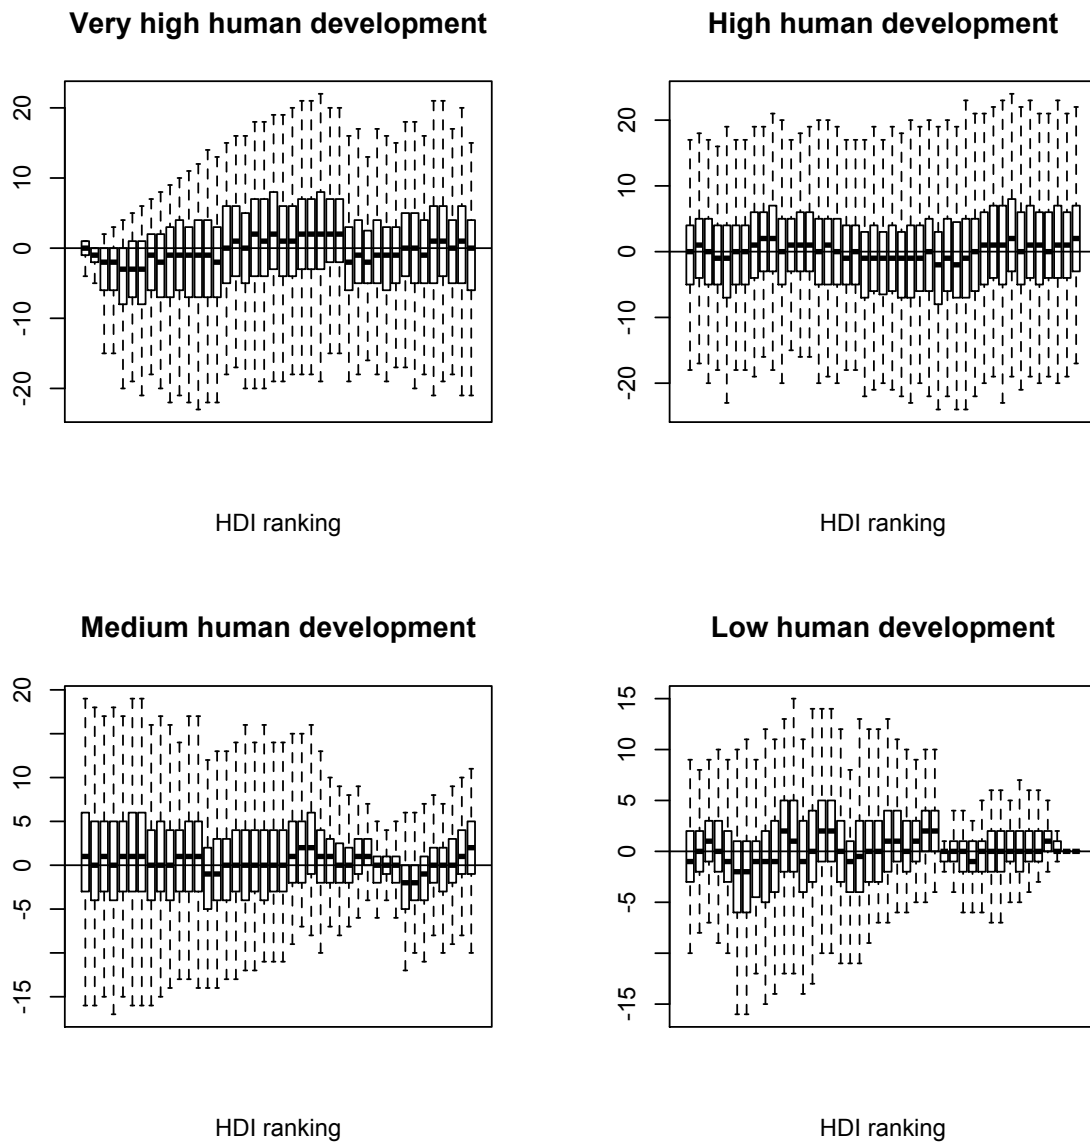 Very high human development
High human development
20
10
0
-10
-20
20
10
0
-10
-20
HDI ranking
HDI ranking
Medium human development
Low human development
20
10
5
0
-5
-15
15
10
5
0
-5
-15
HDI ranking
HDI ranking